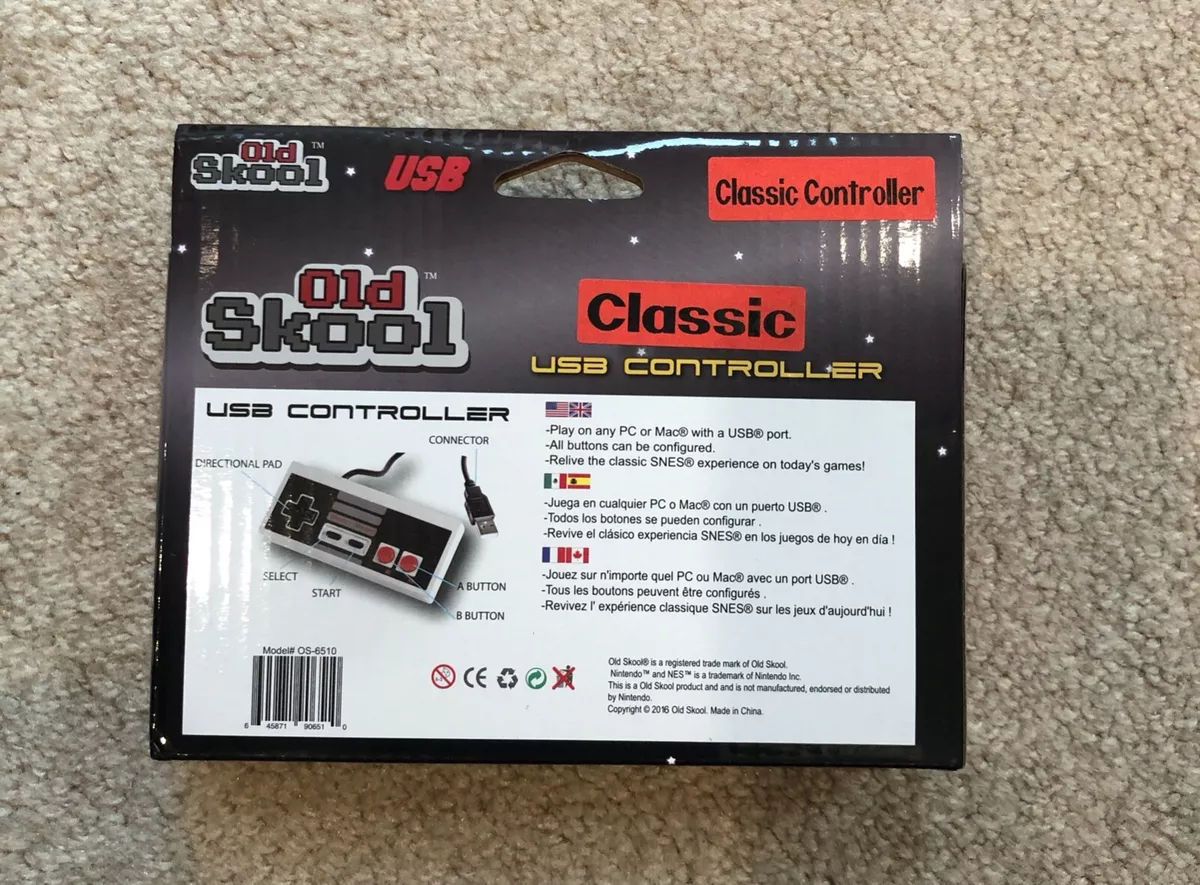 Old Skool™
USB
Classic Controller
Old Skool™
Classic
USB CONTROLLER
USB CONTROLLER
CONNECTOR
DIRECTIONAL PAD
SELECT
START
A BUTTON
B BUTTON
-Play on any PC or Mac® with a USB® port.
-All buttons can be configured.
-Relive the classic SNES® experience on today's games!
-Juega en cualquier PC o Mac® con un puerto USB® .
-Todos los botones se pueden configurar .
-Revive el clásico experiencia SNES® en los juegos de hoy en día !
-Jouez sur n'importe quel PC ou Mac® avec un port USB® .
-Tous les boutons peuvent être configurés .
-Revivez l' expérience classique SNES® sur les jeux d'aujourd'hui !
Model# OS-6510
6 45871 90651 0
CE
Old Skool® is a registered trade mark of Old Skool.
Nintendo™ and NES™ is a trademark of Nintendo Inc.
This is a Old Skool product and and is not manufactured, endorsed or distributed
by Nintendo.
Copyright © 2016 Old Skool. Made in China.